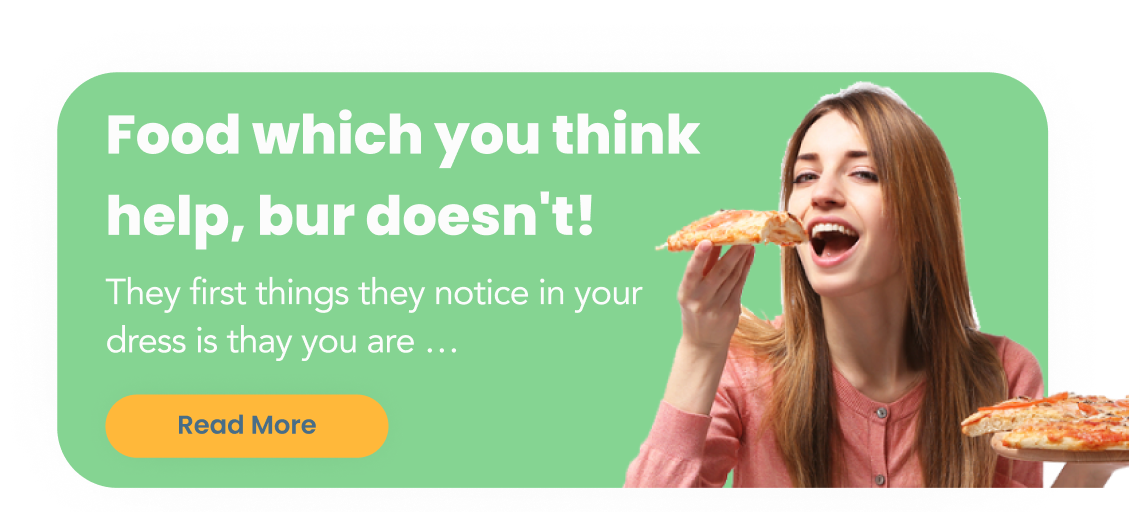 Food which you think
help, bur doesn't!
They first things they notice in your
dress is thay you are …
Read More